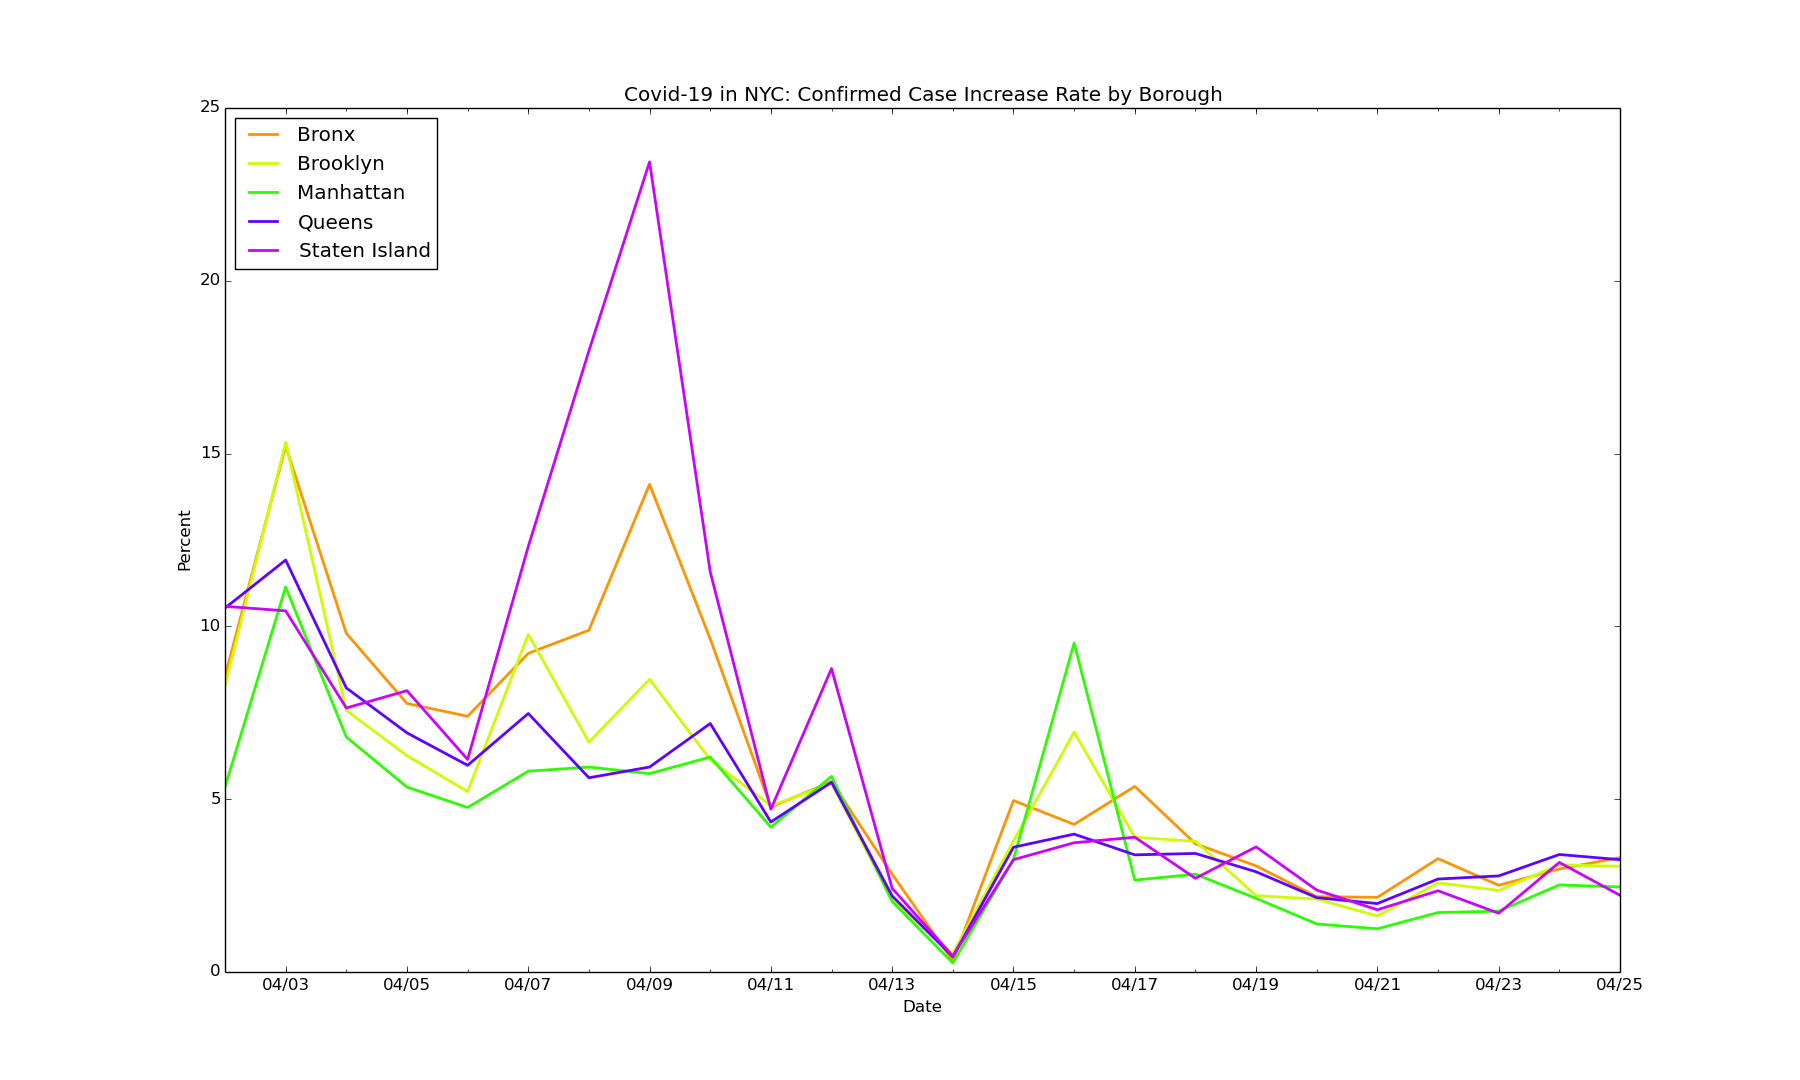 Covid-19 in NYC: Confirmed Case Increase Rate by Borough
25
20
15
10
5
0
Percent
Bronx
Brooklyn
Manhattan
Queens
Staten Island
04/03 04/05 04/07 04/09 04/11 04/13 04/15 04/17 04/19 04/21 04/23 04/25
Date